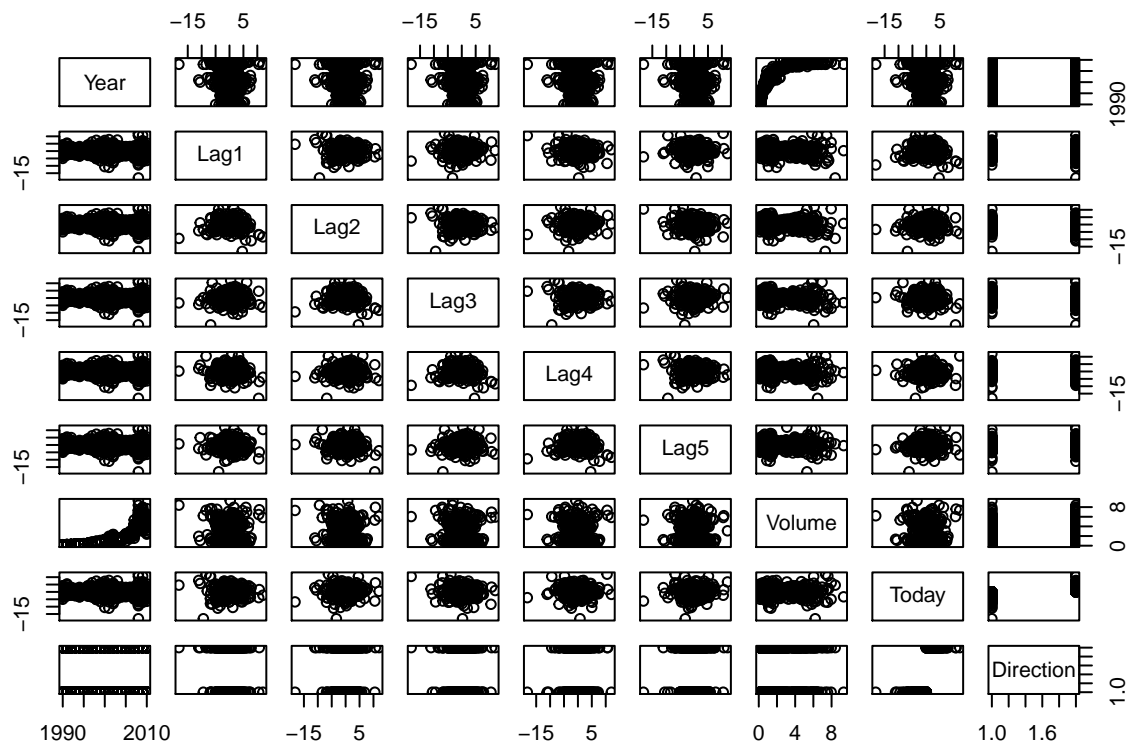 −15 5 −15 5 −15 5 −15 5
Year 1990
−15 Lag1
Lag2 −15
−15 Lag3
Lag4 −15
−15 Lag5
Volume 0 8
−15 Today
Direction 1.0
1990 2010 −15 5 −15 5 0 4 8 1.0 1.6